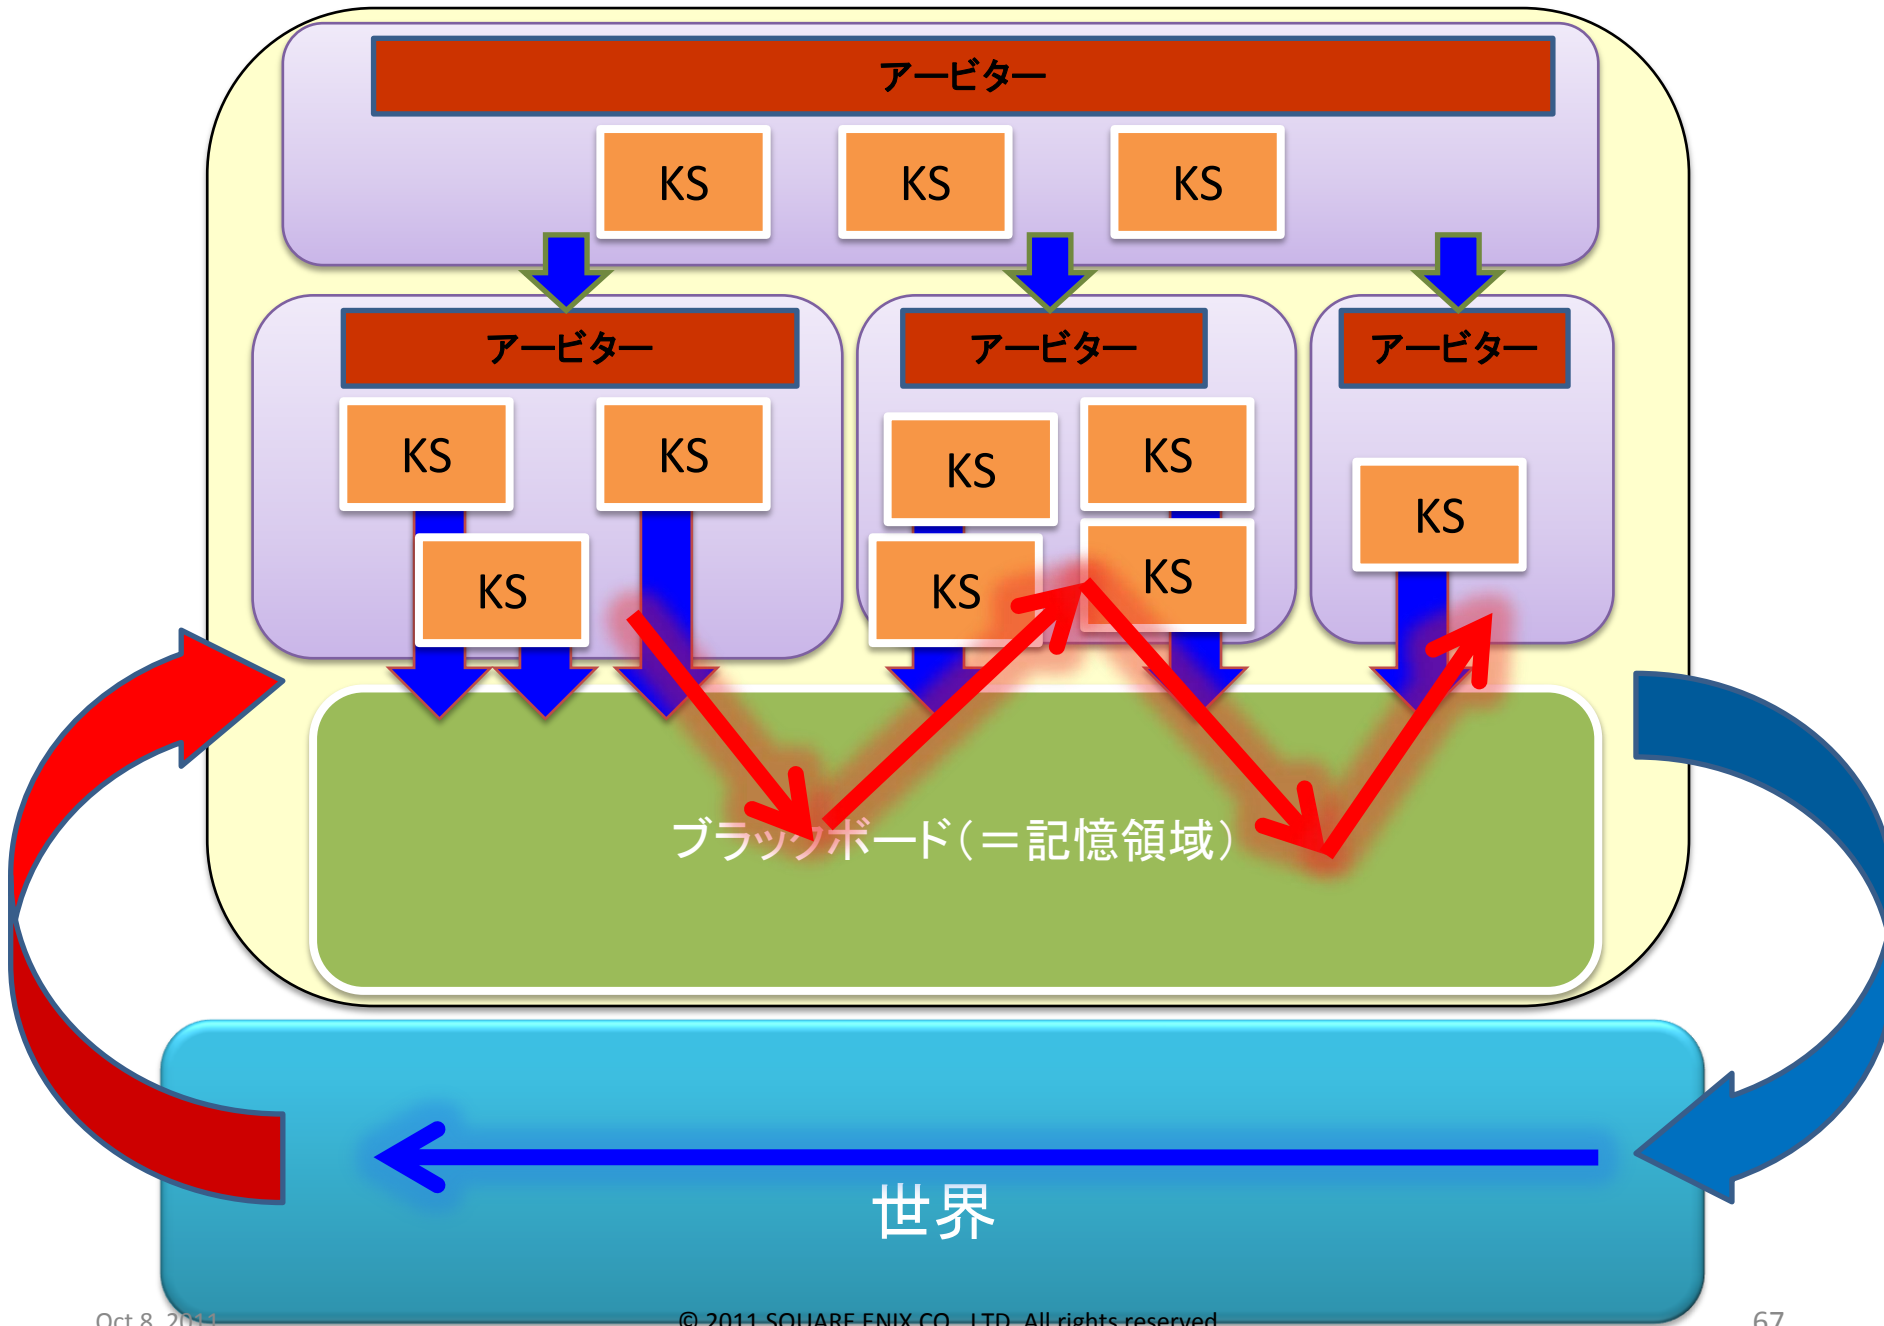 アービター
KS KS KS
アービター アービター アービター
KS KS KS KS
KS
KS KS KS
ブラックボード(=記憶領域)
世界
Oct 8, 2011 © 2011 SQUARE ENIX CO., LTD. All rights reserved. 67